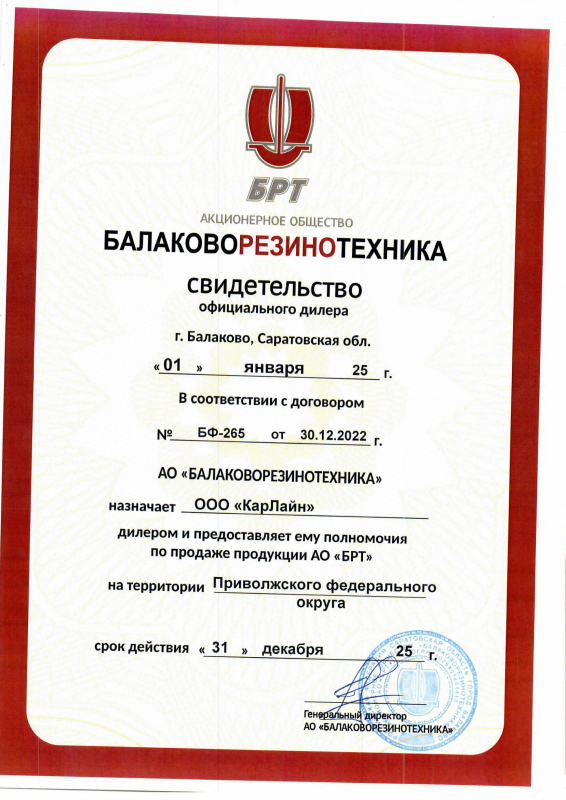 БРТ
АКЦИОНЕРНОЕ ОБЩЕСТВО
БАЛАКОВОРЕЗИНОТЕХНИКА
свидетельство
официального дилера
г. Балаково, Саратовская обл.
« 01 » января 25 г.
В соответствии с договором
№ БФ-265 от 30.12.2022 г.
АО «БАЛАКОВОРЕЗИНОТЕХНИКА»
назначает ООО «КарЛайн»
дилером и предоставляет ему полномочия
по продаже продукции АО «БРТ»
на территории Приволжского федерального
округа
срок действия « 31 » декабря 25 г.
Генеральный директор
АО «БАЛАКОВОРЕЗИНОТЕХНИКА»